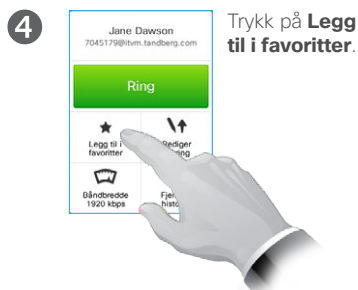 4
Trykk på Legg
til i favoritter.
Jane
Dawson
7045179@itvm.tandberg.com
Ring
Legg til i
favoritter
Båndbredde
1920 kbps